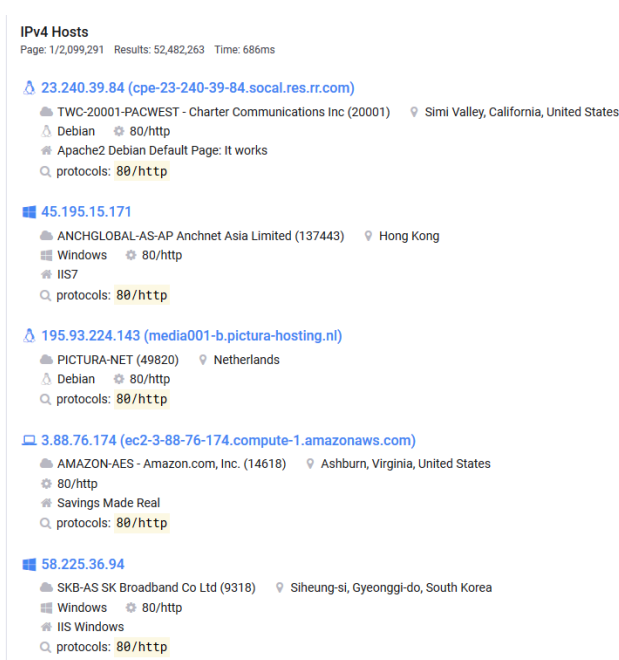 IPv4 Hosts
Page: 1/2,099,291 Results: 52,482,263 Time: 686ms
23.240.39.84 (cpe-23-240-39-84.socal.res.rr.com)
TWC-20001-PACWEST - Charter Communications Inc (20001) Simi Valley, California, United States
Debian 80/http
Apache2 Debian Default Page: It works
protocols: 80/http
45.195.15.171
ANCHGLOBAL-AS-AP Anchnet Asia Limited (137443) Hong Kong
Windows 80/http
IIS7
protocols: 80/http
195.93.224.143 (media001-b.pictura-hosting.nl)
PICTURA-NET (49820) Netherlands
Debian 80/http
protocols: 80/http
3.88.76.174 (ec2-3-88-76-174.compute-1.amazonaws.com)
AMAZON-AES - Amazon.com, Inc. (14618) Ashburn, Virginia, United States
80/http
Savings Made Real
protocols: 80/http
58.225.36.94
SKB-AS SK Broadband Co Ltd (9318) Siheung-si, Gyeonggi-do, South Korea
Windows 80/http
IIS Windows
protocols: 80/http